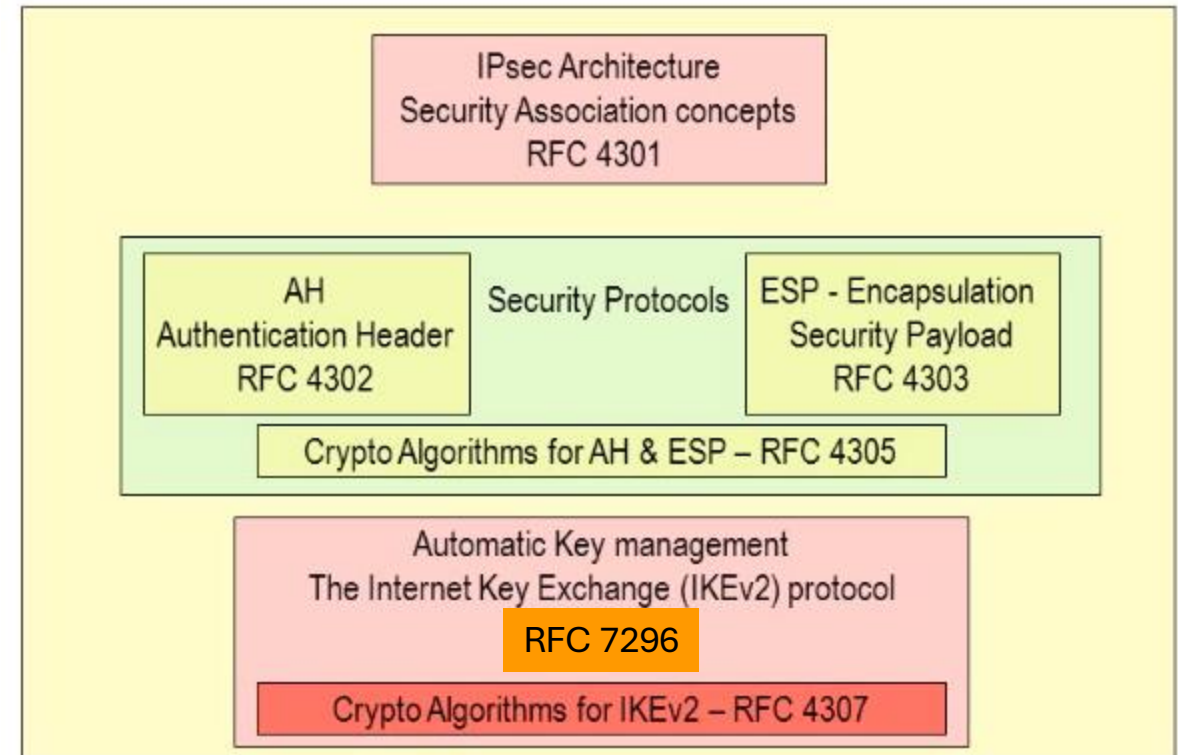 IPsec Architecture
Security Association concepts
RFC 4301
AH
Authentication Header
RFC 4302
Security Protocols
ESP - Encapsulation
Security Payload
RFC 4303
Crypto Algorithms for AH & ESP – RFC 4305
Automatic Key management
The Internet Key Exchange (IKEv2) protocol
RFC 7296
Crypto Algorithms for IKEv2 – RFC 4307